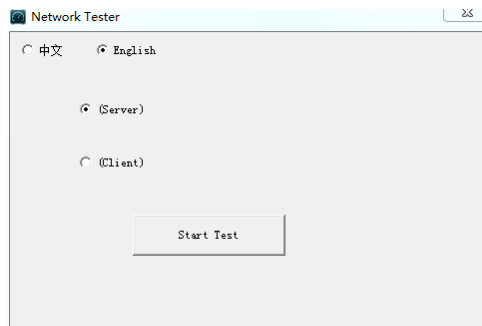 Network Tester
中文 English
(Server)
(Client)
Start Test